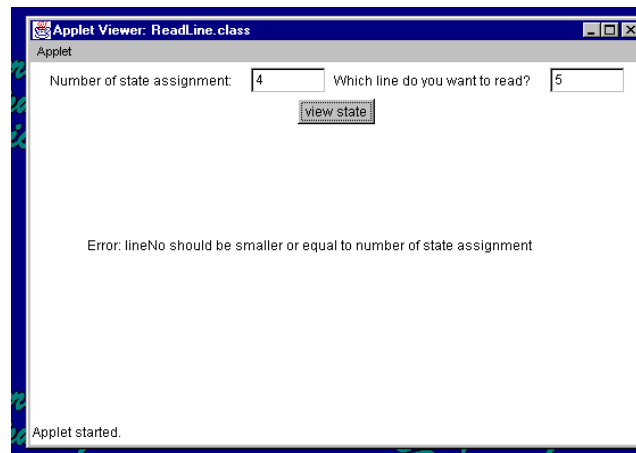 Applet Viewer: ReadLine.class
Applet
Number of state assignment: 4 Which line do you want to read? 5
view state
Error: lineNo should be smaller or equal to number of state assignment
Applet started.